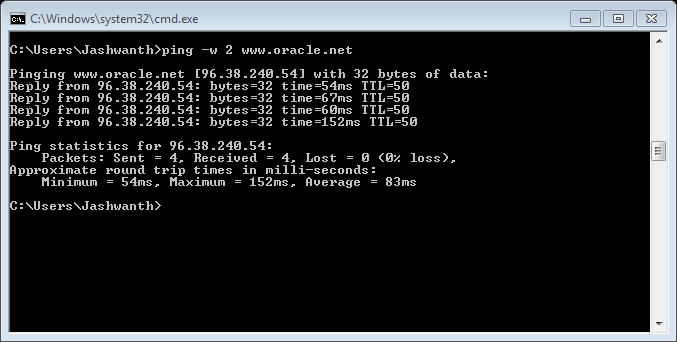 C:\Windows\system32\cmd.exe
C:\Users\Jashwanth>ping -w 2 www.oracle.net
Pinging www.oracle.net [96.38.240.54] with 32 bytes of data:
Reply from 96.38.240.54: bytes=32 time=54ms TTL=50
Reply from 96.38.240.54: bytes=32 time=67ms TTL=50
Reply from 96.38.240.54: bytes=32 time=60ms TTL=50
Reply from 96.38.240.54: bytes=32 time=152ms TTL=50
Ping statistics for 96.38.240.54:
    Packets: Sent = 4, Received = 4, Lost = 0 (0% loss),
Approximate round trip times in milli-seconds:
    Minimum = 54ms, Maximum = 152ms, Average = 83ms
C:\Users\Jashwanth>